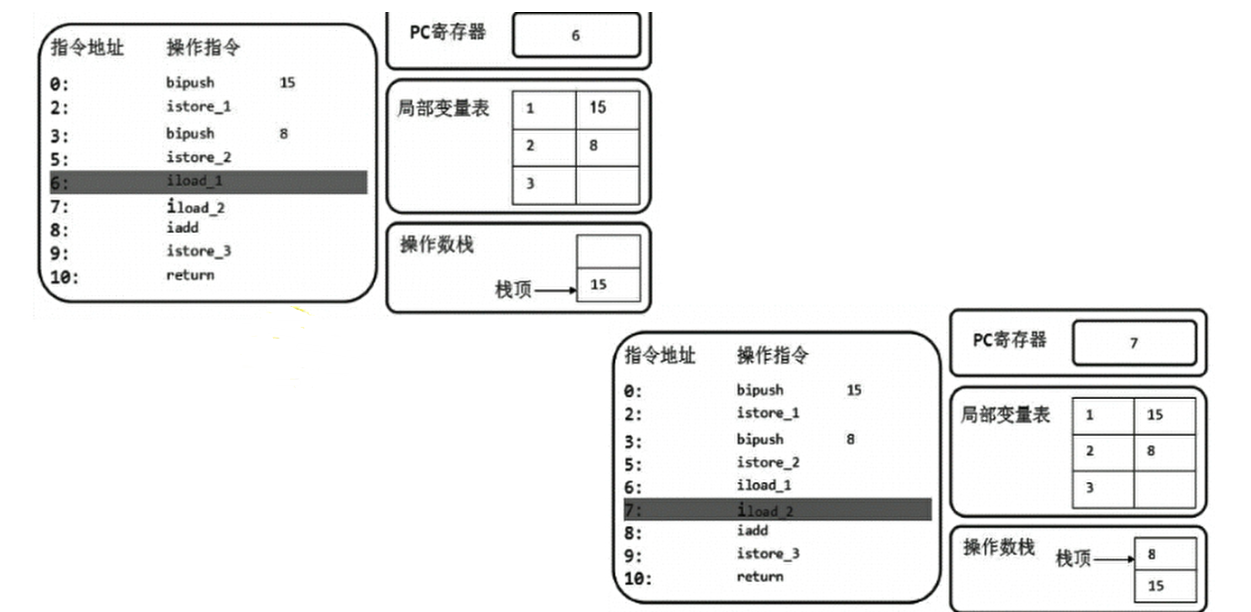 指令地址 操作指令
0: bipush 15
2: istore_1
3: bipush 8
5: istore_2
6: iload_1
7: iload_2
8: iadd
9: istore_3
10: return
PC寄存器 6
局部变量表 1 15
2 8
3
操作数栈
栈顶 15
指令地址 操作指令
0: bipush 15
2: istore_1
3: bipush 8
5: istore_2
6: iload_1
7: iload_2
8: iadd
9: istore_3
10: return
PC寄存器 7
局部变量表 1 15
2 8
3
操作数栈 栈顶 8
15